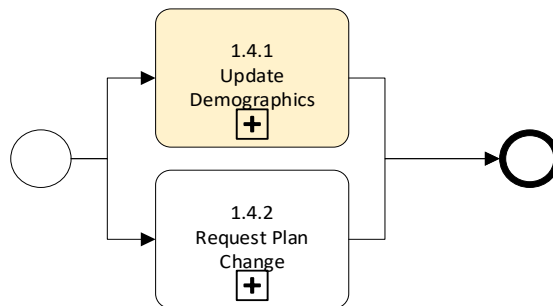 1.4.1
Update
Demographics
1.4.2
Request Plan
Change